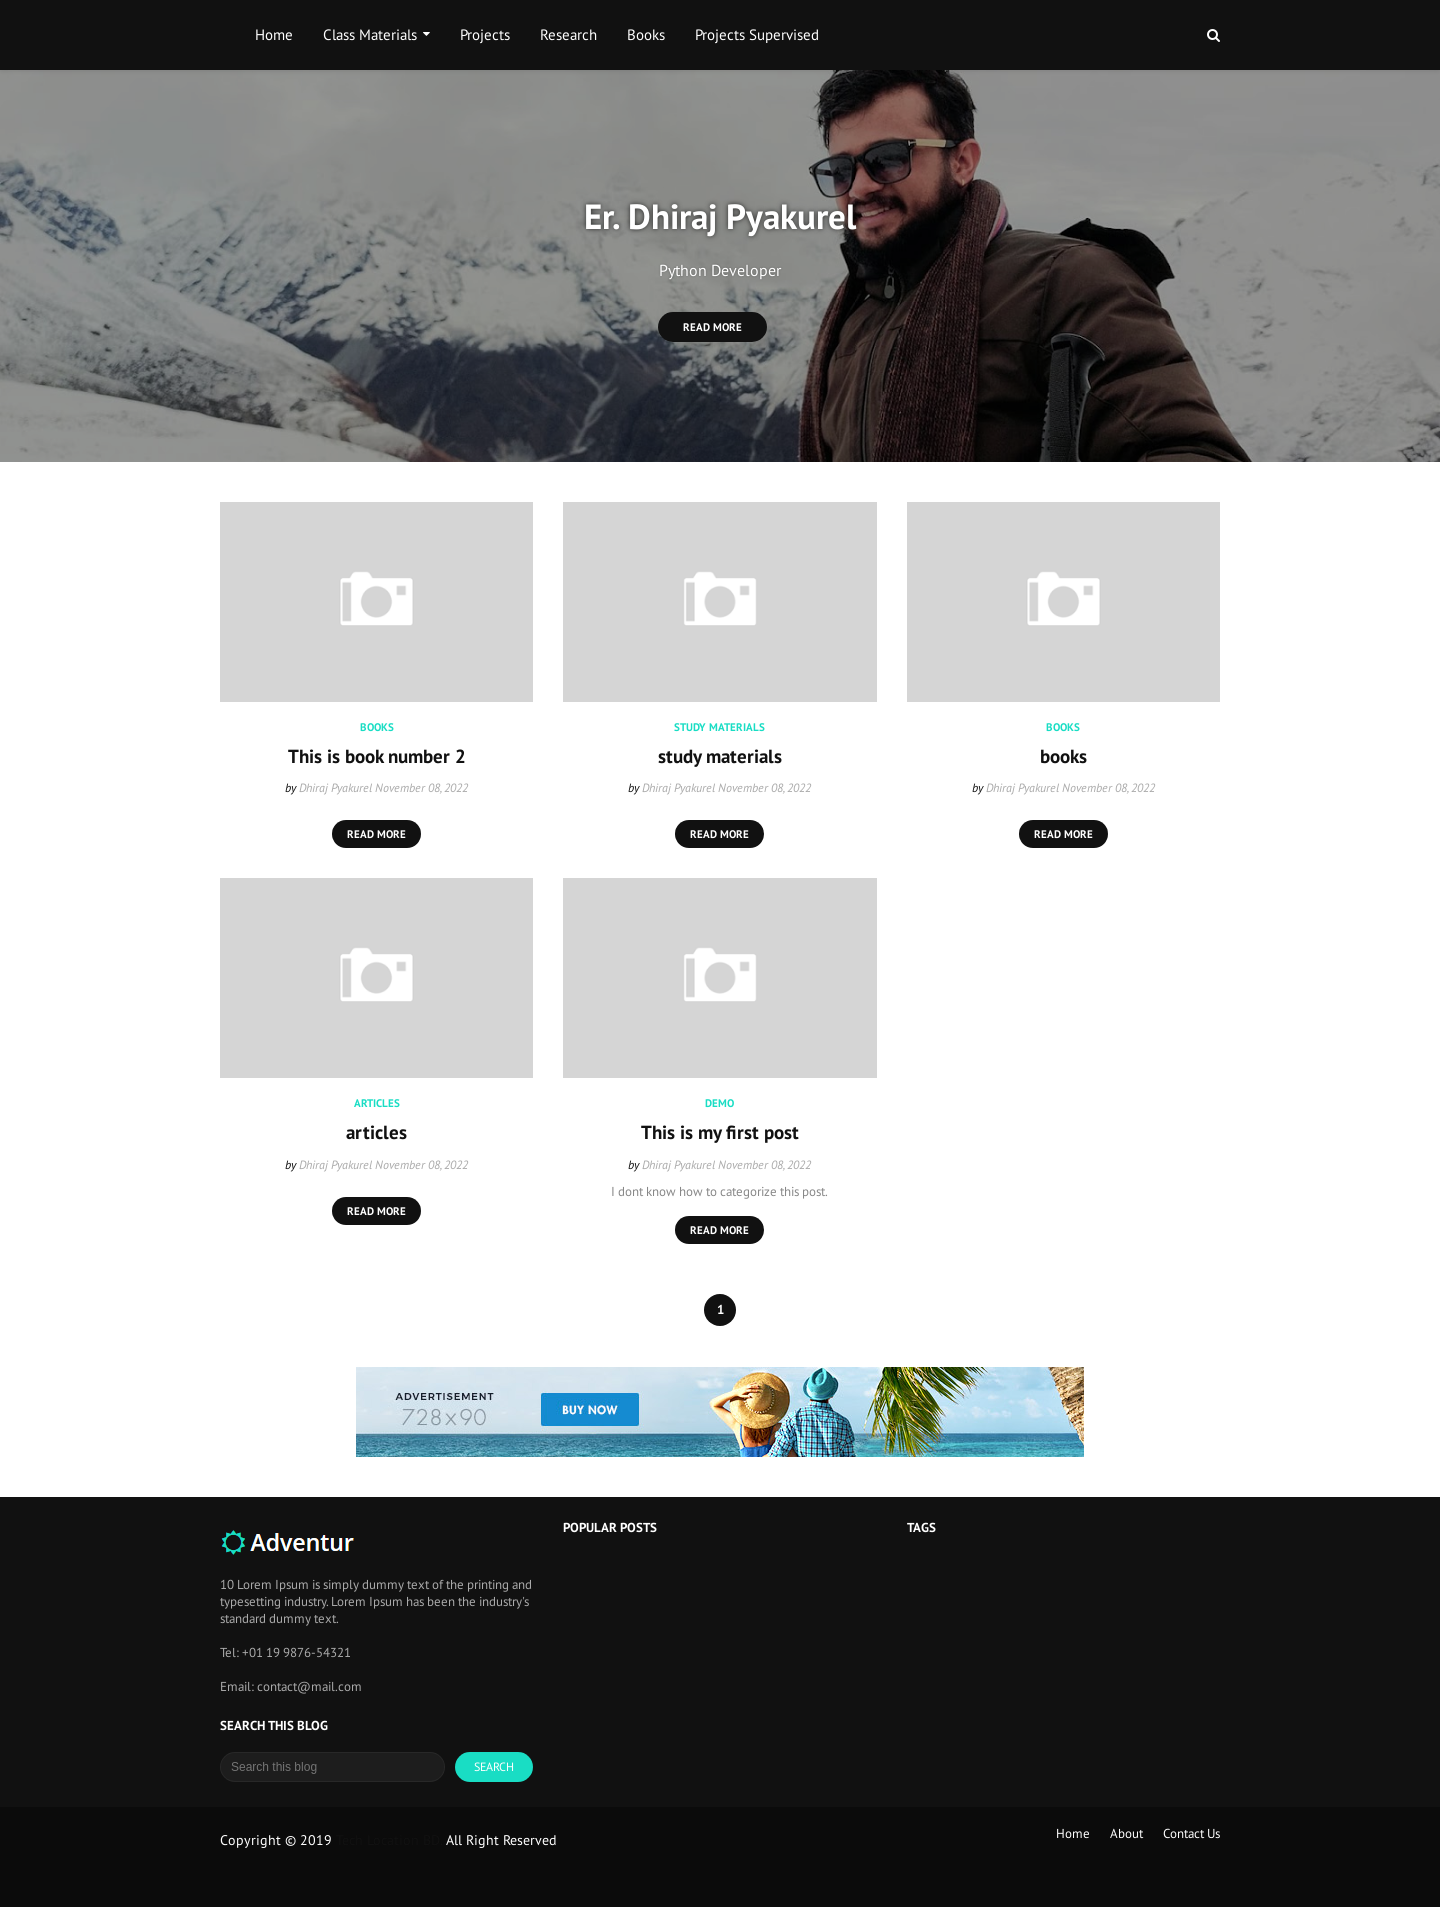 Home
Class Materials
Projects
Research
Books
Projects Supervised
Er. Dhiraj Pyakurel
Python Developer
READ MORE
BOOKS
This is book number 2
by Dhiraj Pyakurel November 08, 2022
READ MORE
STUDY MATERIALS
study materials
by Dhiraj Pyakurel November 08, 2022
READ MORE
BOOKS
books
by Dhiraj Pyakurel November 08, 2022
READ MORE
ARTICLES
articles
by Dhiraj Pyakurel November 08, 2022
READ MORE
DEMO
This is my first post
by Dhiraj Pyakurel November 08, 2022
I dont know how to categorize this post.
READ MORE
1
ADVERTISEMENT
728x90
BUY NOW
Adventur
10 Lorem Ipsum is simply dummy text of the printing and
typesetting industry. Lorem Ipsum has been the industry's
standard dummy text.
Tel: +01 19 9876-54321
Email: contact@mail.com
SEARCH THIS BLOG
Search this blog
SEARCH
POPULAR POSTS
TAGS
Copyright © 2019
All Right Reserved
Home
About
Contact Us